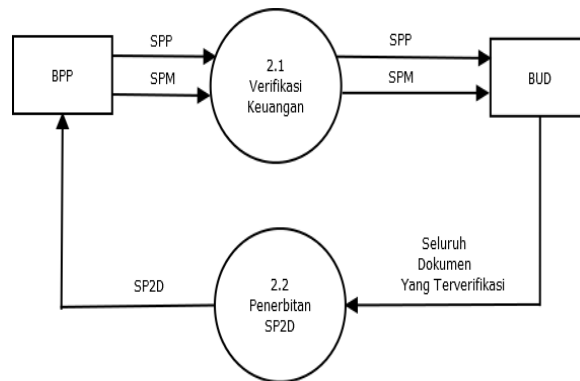 BPP
SPP
SPM
2.1
Verifikasi
Keuangan
SPP
SPM
BUD
Seluruh
Dokumen
Yang Terverifikasi
2.2
Penerbitan
SP2D
SP2D